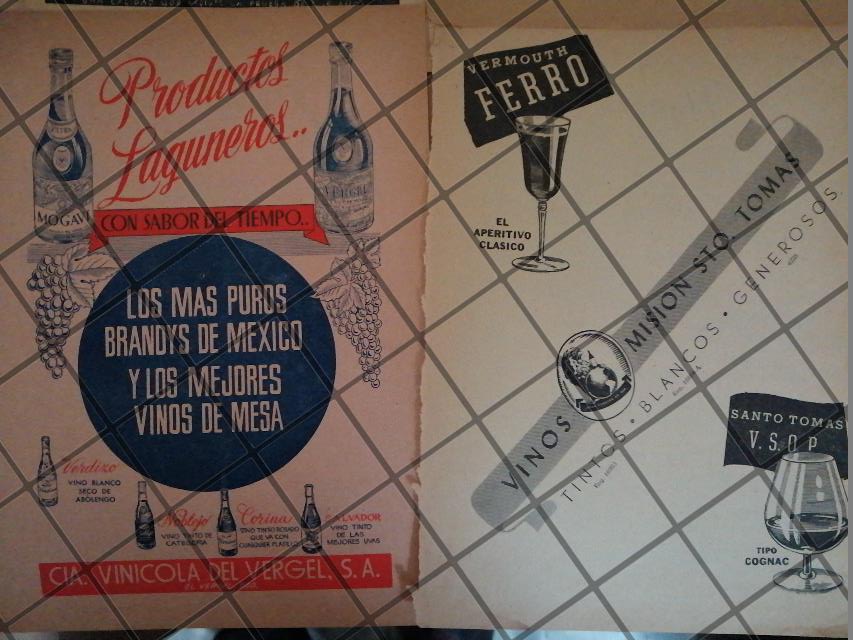 Productos
Laguneros..
MOGAVI
VERGEL
CON SABOR DEL TIEMPO..
LOS MAS PUROS
BRANDYS DE MEXICO
Y LOS MEJORES
VINOS DE MESA
Verdizo
VINO BLANCO
SECO DE
ABOLENGO
Noblejo
VINO TINTO DE
CATEGORIA
Corina
VINO TINTO ROSADO
QUE VA CON
CUALQUIER PLATILLO
SALVADOR
VINO TINTO
DE LAS
MEJORES UVAS
CIA. VINICOLA DEL VERGEL, S.A.
VERMOUTH
FERRO
EL
APERITIVO
CLASICO
VINOS MISION STO. TOMAS
TINTOS • BLANCOS • GENEROSOS
SANTO TOMAS
V.S.O.P.
TIPO
COGNAC